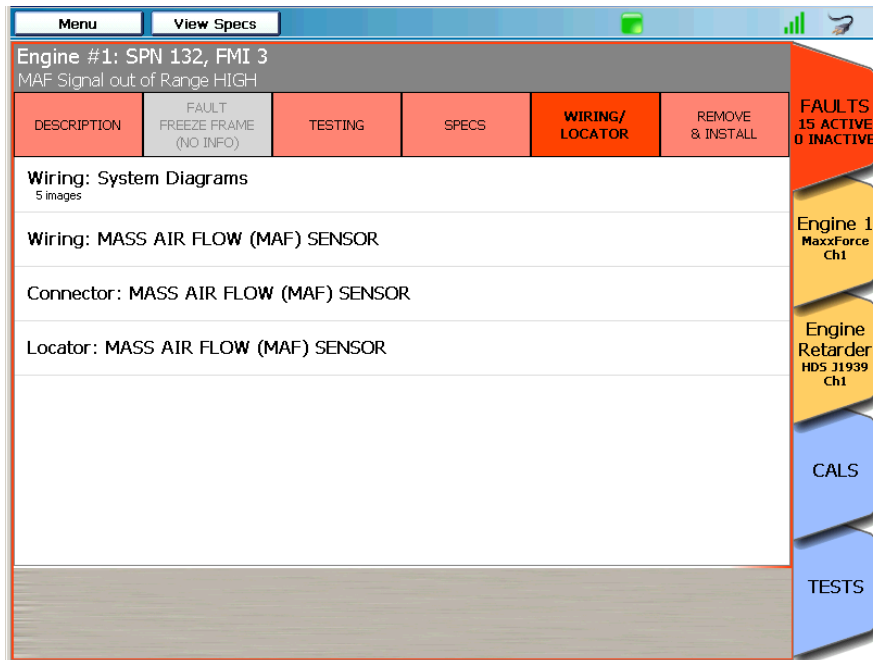 Menu
View Specs
Engine #1: SPN 132, FMI 3
MAF Signal out of Range HIGH
DESCRIPTION
FAULT
FREEZE FRAME
(NO INFO)
TESTING
SPECS
WIRING/
LOCATOR
REMOVE
& INSTALL
Wiring: System Diagrams
5 images
Wiring: MASS AIR FLOW (MAF) SENSOR
Connector: MASS AIR FLOW (MAF) SENSOR
Locator: MASS AIR FLOW (MAF) SENSOR
FAULTS
15 ACTIVE
0 INACTIVE
Engine 1
MaxxForce
Ch1
Engine
Retarder
HDS J1939
Ch1
CALS
TESTS